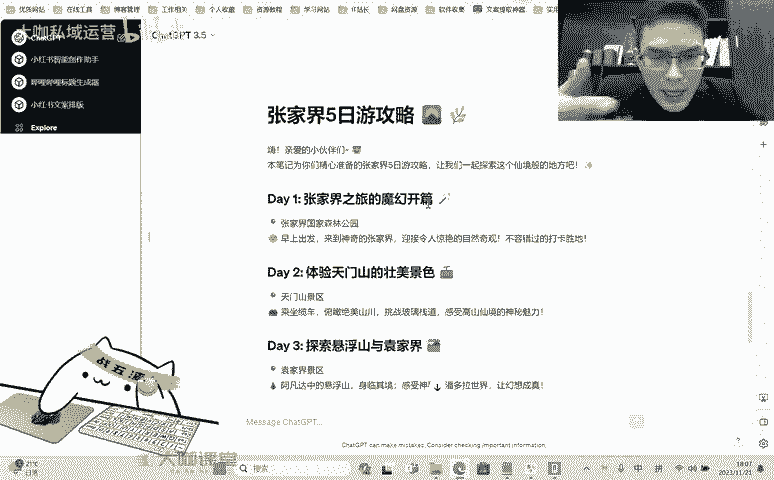 优秀网站 在线工具 博客管理 工作相关 个人收藏 资源教程 学习网站 IT站长 网盘资源 软件收费 文案提取神器
大咖私域运营
ChatGPT 3.5
小红书智能创作助手
哔哩哔哩标题生成器
小红书文案排版
Explore
张家界5日游攻略
嗨！亲爱的小伙伴们~
本笔记为你们精心准备的张家界5日游攻略，让我们一起探索这个仙境般的地方吧！
Day 1: 张家界之旅的魔幻开篇
张家界国家森林公园
早上出发，来到神奇的张家界，迎接令人惊艳的自然奇观！不容错过的打卡胜地！
Day 2: 体验天门山的壮美景色
天门山景区
乘坐缆车，俯瞰绝美山川，挑战玻璃栈道，感受高山仙境的神秘魅力！
Day 3: 探索悬浮山与袁家界
袁家界景区
阿凡达中的悬浮山，身临其境；感受神 潘多拉世界，让幻想成真！
战五渣
Message ChatGPT...
ChatGPT can make mistakes. Consider checking important information.
大咖课堂
21°C
搜索
中
拼
18:07
2023/11/21